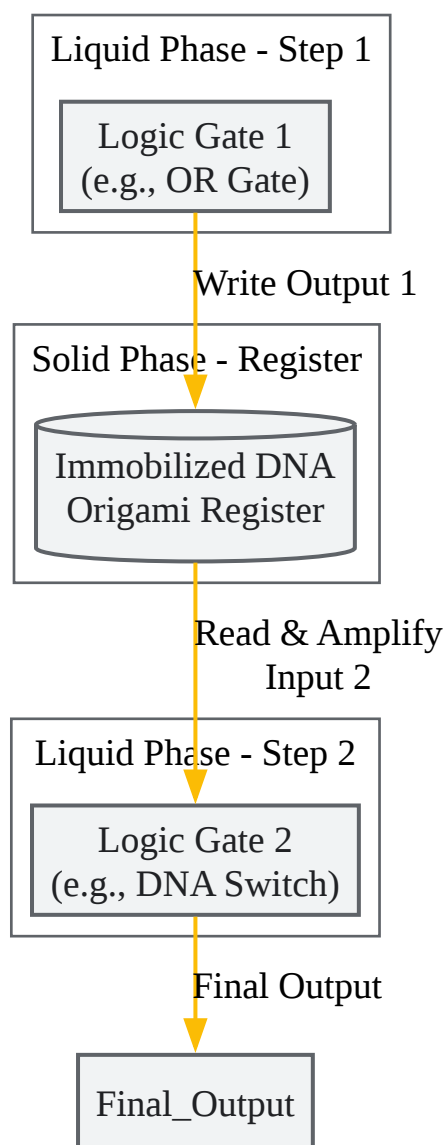 Liquid Phase - Step 1
Logic Gate 1
(e.g., OR Gate)
Write Output 1
Solid Phase - Register
Immobilized DNA
Origami Register
Read & Amplify
Input 2
Liquid Phase - Step 2
Logic Gate 2
(e.g., DNA Switch)
Final Output
Final_Output